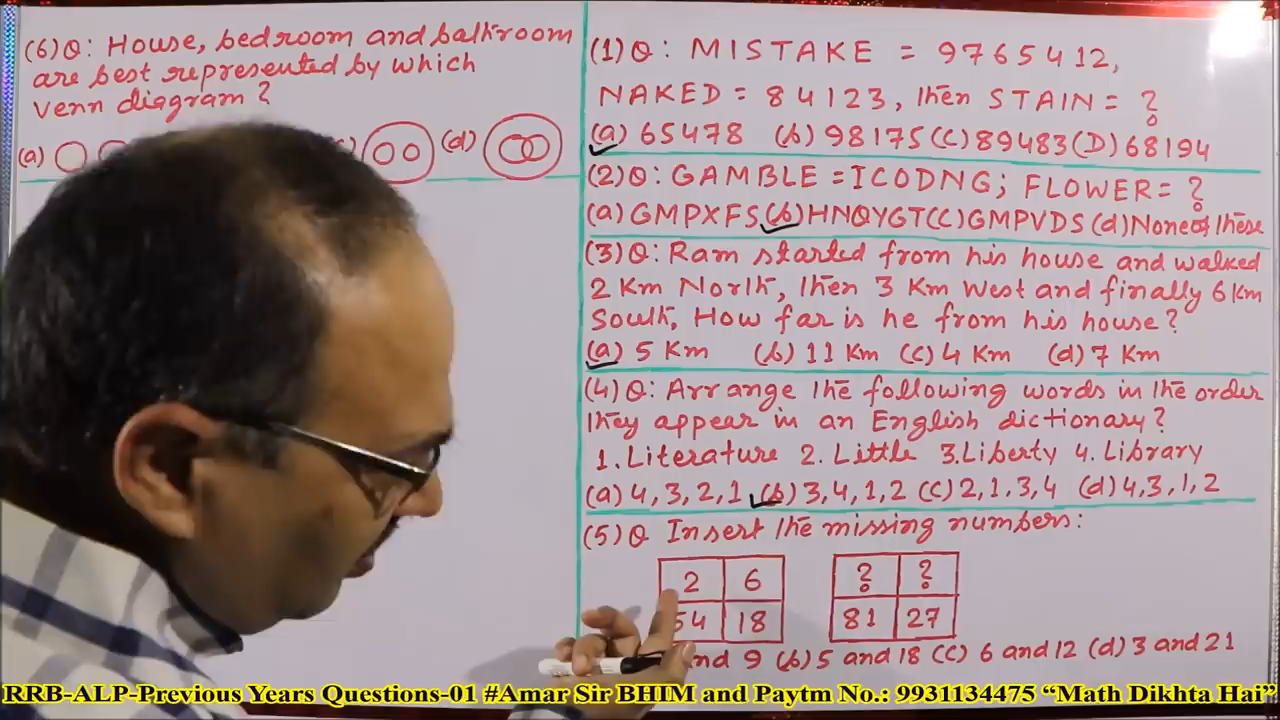 (6)Q: House, bedroom and bathroom
are best represented by which
venn diagram?
(a)
(d)
(1)Q: MISTAKE = 9765412,
NAKED = 84123, then STAIN = ?
(a) 65478 (b) 98175 (C) 89483 (D) 68194
(2)Q: GAMBLE = ICODNG; FLOWER = ?
(a) GMPXFS (b) HNQYGT (C) GMPVDS (d) None of These
(3)Q: Ram started from his house and walked
2 Km North, then 3 Km West and finally 6 Km
South, How far is he from his house?
(a) 5 Km (b) 11 Km (C) 4 Km (d) 7 Km
(4)Q: Arrange the following words in the order
they appear in an English dictionary?
1. Literature 2. Little 3. Liberty 4. Library
(a) 4, 3, 2, 1 (b) 3, 4, 1, 2 (C) 2, 1, 3, 4 (d) 4, 3, 1, 2
(5)Q Insert the missing numbers:
2 6 ? ?
54 18 81 27
and 9 (b) 5 and 18 (C) 6 and 12 (d) 3 and 21
RRB-ALP-Previous Years Questions-01 #Amar Sir BHIM and Paytm No.: 9931134475 “Math Dikhta Hai”